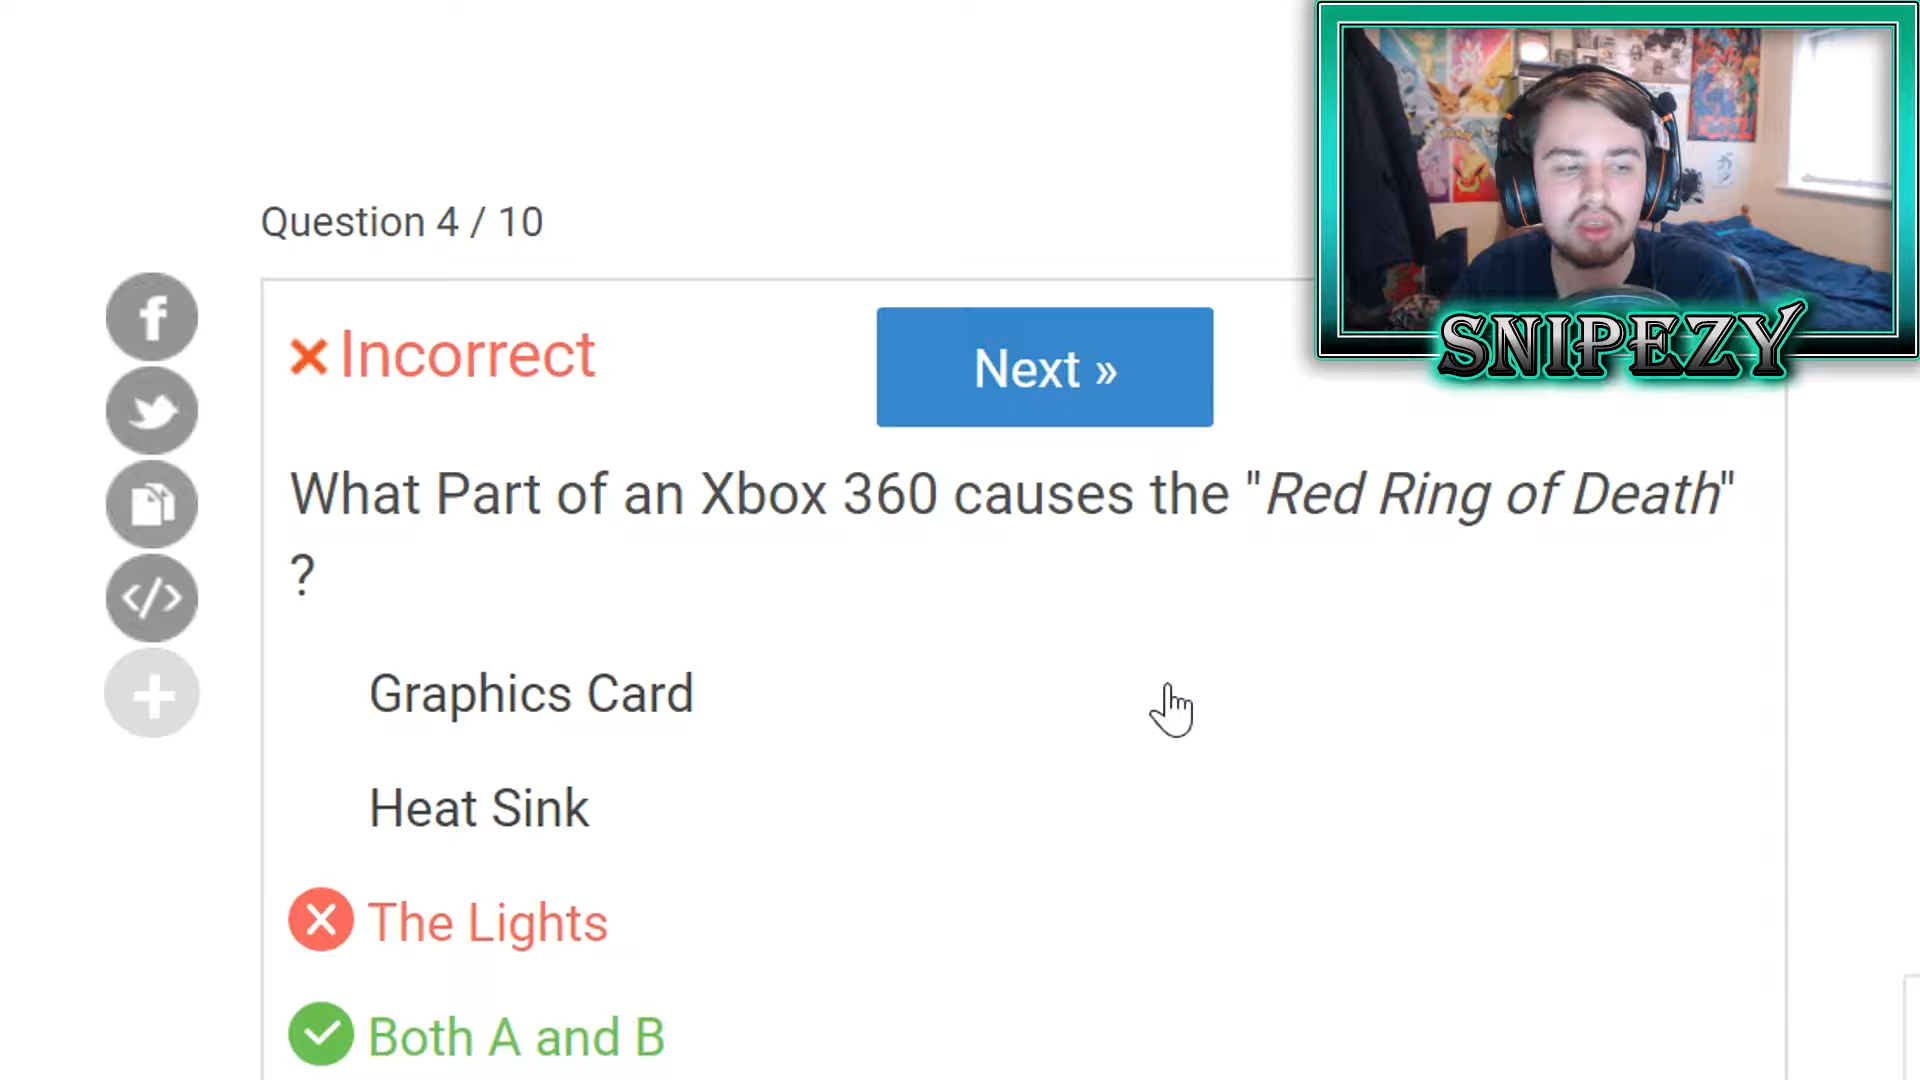 Question 4 / 10
Incorrect
Next »
What Part of an Xbox 360 causes the "Red Ring of Death"
?
Graphics Card
Heat Sink
The Lights
Both A and B
SNIPEZY